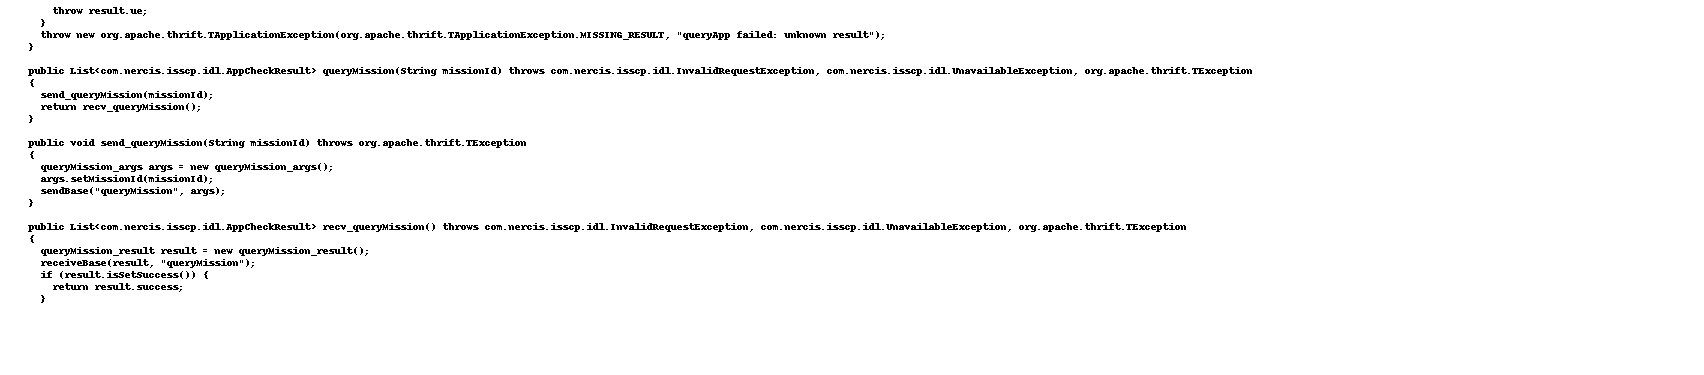 throw result.ue;
}
throw new org.apache.thrift.TApplicationException(org.apache.thrift.TApplicationException.MISSING_RESULT, "queryApp failed: unknown result");
}
public List<com.nercis.isscp.idl.AppCheckResult> queryMission(String missionId) throws com.nercis.isscp.idl.InvalidRequestException, com.nercis.isscp.idl.UnavailableException, org.apache.thrift.TException
{
send_queryMission(missionId);
return recv_queryMission();
}
public void send_queryMission(String missionId) throws org.apache.thrift.TException
{
queryMission_args args = new queryMission_args();
args.setMissionId(missionId);
sendBase("queryMission", args);
}
public List<com.nercis.isscp.idl.AppCheckResult> recv_queryMission() throws com.nercis.isscp.idl.InvalidRequestException, com.nercis.isscp.idl.UnavailableException, org.apache.thrift.TException
{
queryMission_result result = new queryMission_result();
receiveBase(result, "queryMission");
if (result.isSetSuccess()) {
return result.success;
}